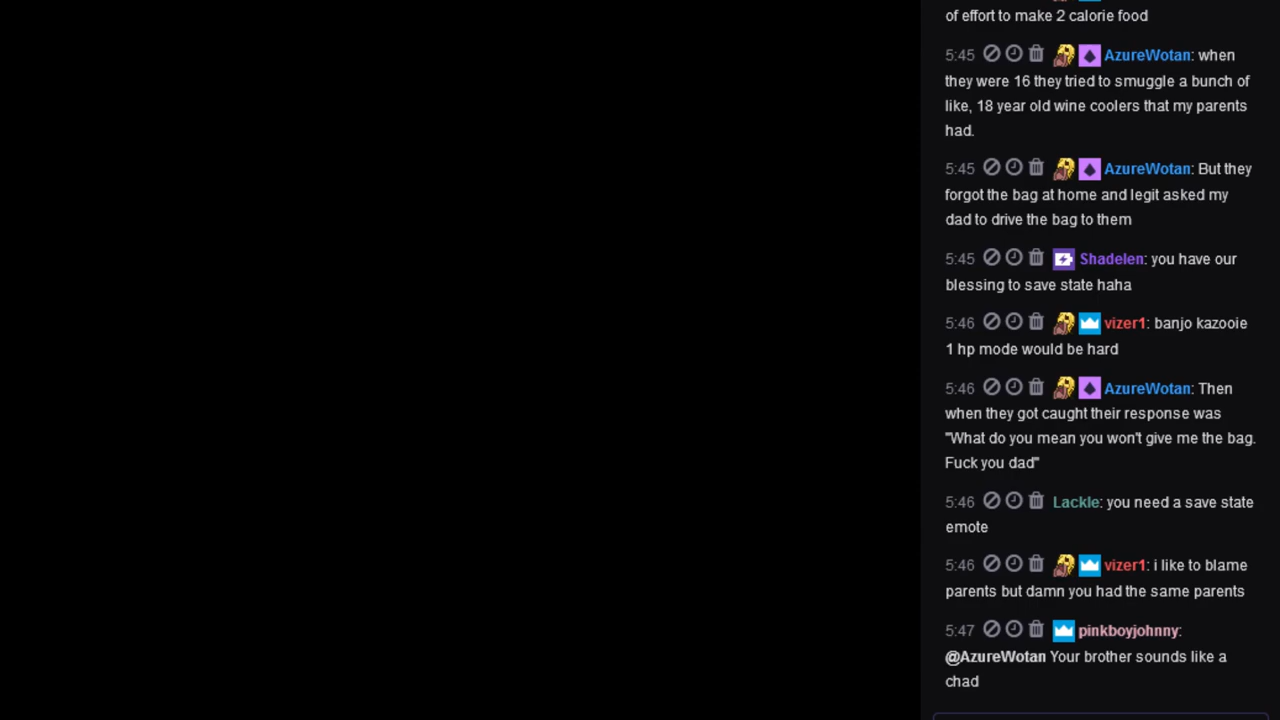 of effort to make 2 calorie food
5:45 AzureWotan: when
they were 16 they tried to smuggle a bunch of
like, 18 year old wine coolers that my parents
had.
5:45 AzureWotan: But they
forgot the bag at home and legit asked my
dad to drive the bag to them
5:45 Shadelen: you have our
blessing to save state haha
5:46 vizer1: banjo kazooie
1 hp mode would be hard
5:46 AzureWotan: Then
when they got caught their response was
"What do you mean you won't give me the bag.
Fuck you dad"
5:46 Lackle: you need a save state
emote
5:46 vizer1: i like to blame
parents but damn you had the same parents
5:47 pinkboyjohnny:
@AzureWotan Your brother sounds like a
chad